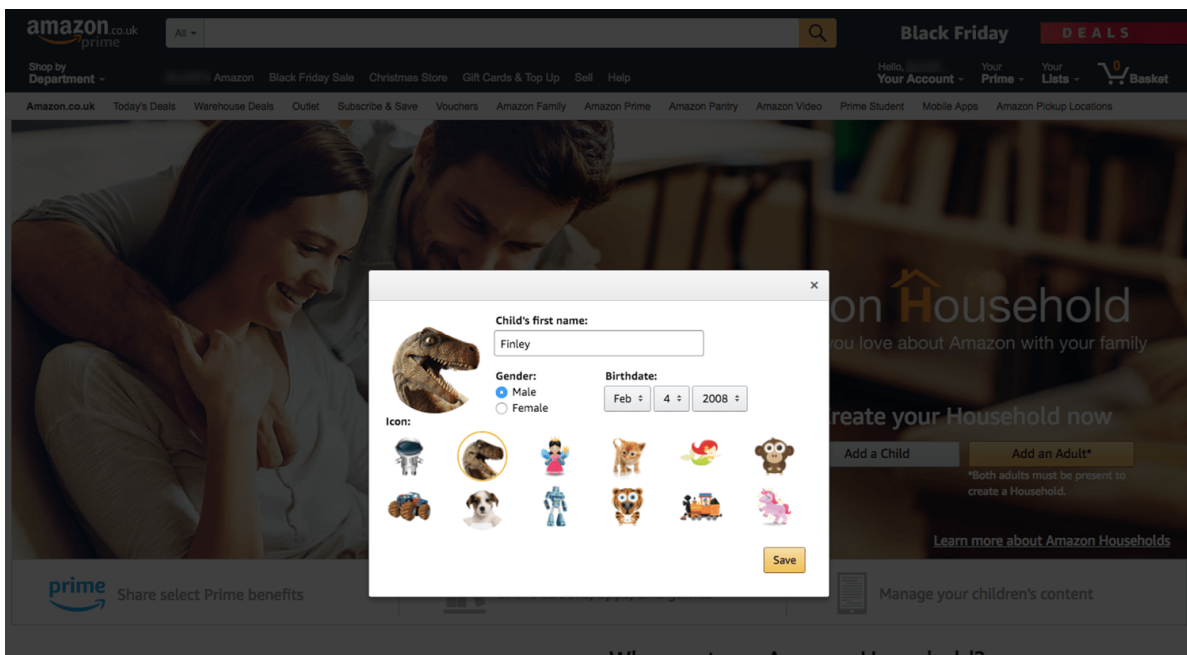 amazon.co.uk
prime
All
Black Friday
DEALS
Shop by
Department
Amazon
Black Friday Sale
Christmas Store
Gift Cards & Top Up
Sell
Help
Hello,
Your Account
Your
Prime
Your
Lists
0
Basket
Amazon.co.uk
Today's Deals
Warehouse Deals
Outlet
Subscribe & Save
Vouchers
Amazon Family
Amazon Prime
Amazon Pantry
Amazon Video
Prime Student
Mobile Apps
Amazon Pickup Locations
on Household
you love about Amazon with your family
reate your Household now
Add a Child
Add an Adult*
*Both adults must be present to
create a Household.
Learn more about Amazon Households
×
Child's first name:
Finley
Gender:
Male
Female
Birthdate:
Feb
4
2008
Icon:
Save
prime
Share select Prime benefits
Manage your children's content